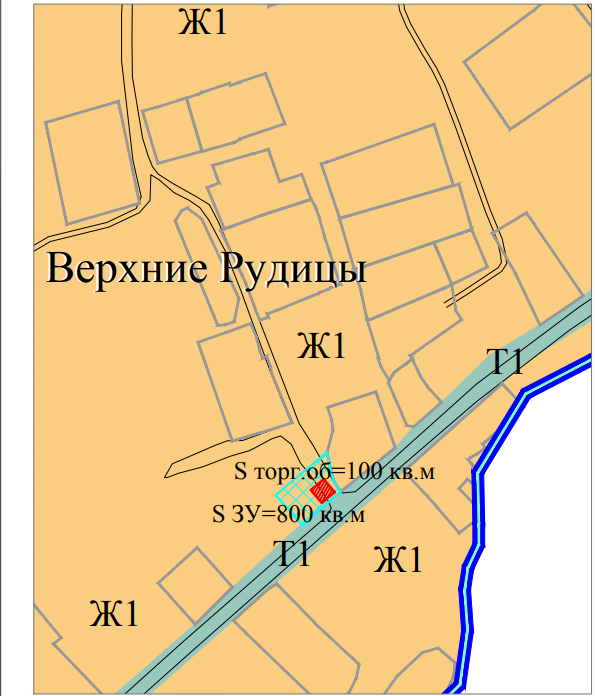 Ж1
Верхние Рудицы
Ж1
Т1
S торг.об=100 кв.м
S ЗУ=800 кв.м
Т1
Ж1
Ж1